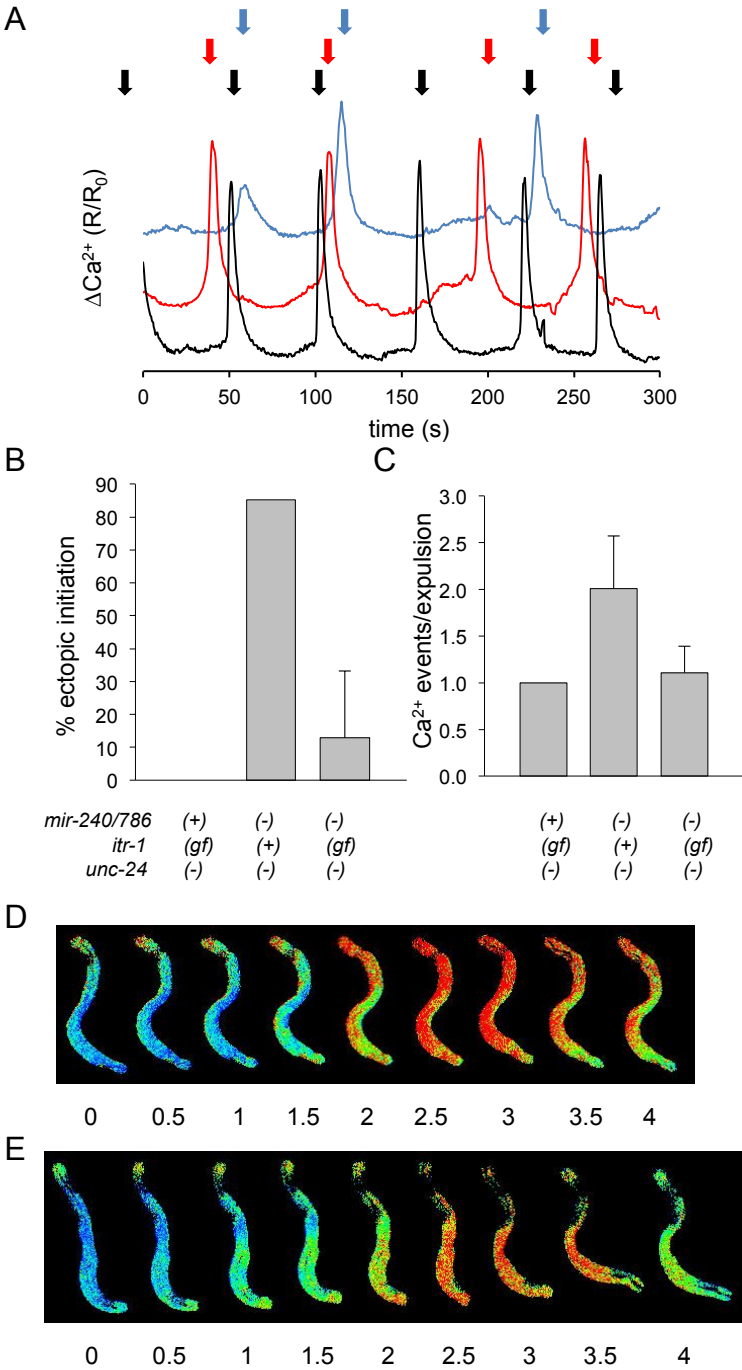 A
ΔCa²⁺ (R/R₀)
0 50 100 150 200 250 300
time (s)
B
% ectopic initiation
90
80
70
60
50
40
30
20
10
0
C
Ca²⁺ events/expulsion
3.0
2.5
2.0
1.5
1.0
0.5
0.0
mir-240/786 (+) (-) (-) (+) (-) (-)
itr-1 (gf) (+) (gf) (gf) (+) (gf)
unc-24 (-) (-) (-) (-) (-) (-)
D
0 0.5 1 1.5 2 2.5 3 3.5 4
E
0 0.5 1 1.5 2 2.5 3 3.5 4